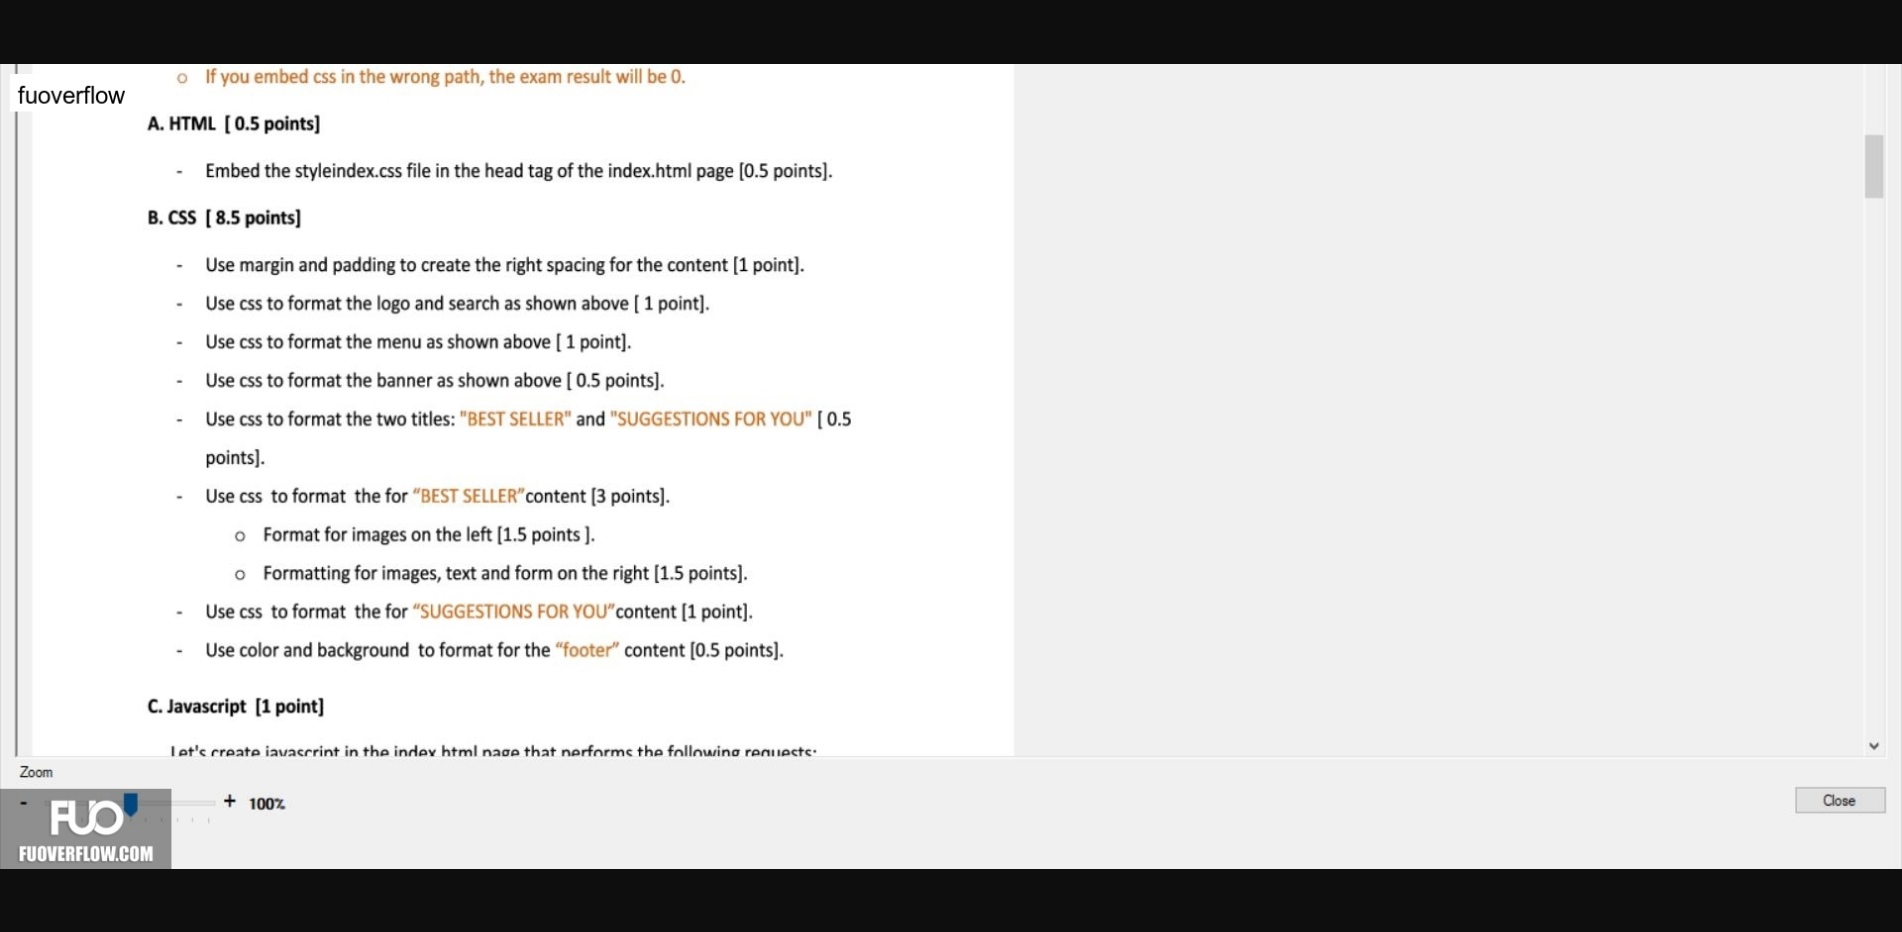 o If you embed css in the wrong path, the exam result will be 0.
fuoverflow
A. HTML [ 0.5 points]
- Embed the styleindex.css file in the head tag of the index.html page [0.5 points].
B. CSS [ 8.5 points]
- Use margin and padding to create the right spacing for the content [1 point].
- Use css to format the logo and search as shown above [ 1 point].
- Use css to format the menu as shown above [ 1 point].
- Use css to format the banner as shown above [ 0.5 points].
- Use css to format the two titles: "BEST SELLER" and "SUGGESTIONS FOR YOU" [ 0.5
points].
- Use css to format the for “BEST SELLER”content [3 points].
o Format for images on the left [1.5 points ].
o Formatting for images, text and form on the right [1.5 points].
- Use css to format the for “SUGGESTIONS FOR YOU”content [1 point].
- Use color and background to format for the “footer” content [0.5 points].
C. Javascript [1 point]
Let's create javascript in the index html page that performs the following requests:
Zoom
- + 100%
Close
FUO
FUOVERFLOW.COM